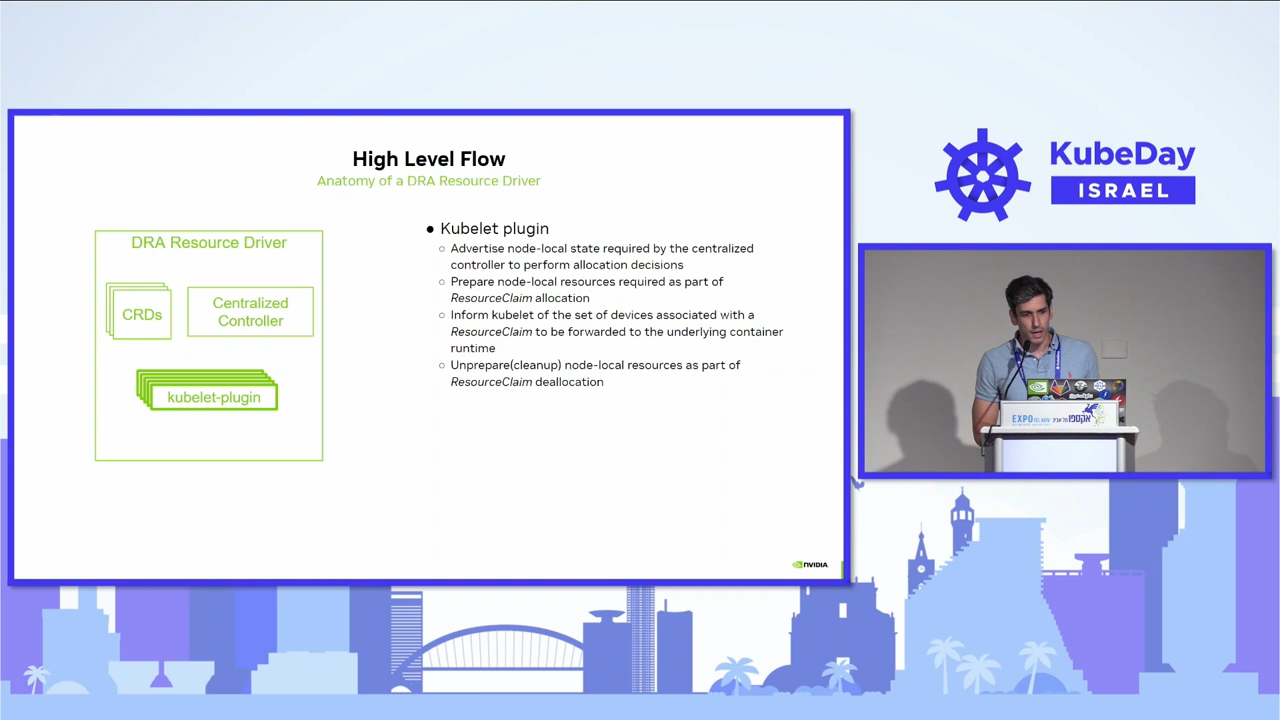 High Level Flow
Anatomy of a DRA Resource Driver
DRA Resource Driver
CRDs
Centralized
Controller
kubelet-plugin
● Kubelet plugin
○ Advertise node-local state required by the centralized
controller to perform allocation decisions
○ Prepare node-local resources required as part of
ResourceClaim allocation
○ Inform kubelet of the set of devices associated with a
ResourceClaim to be forwarded to the underlying container
runtime
○ Unprepare(cleanup) node-local resources as part of
ResourceClaim deallocation
NVIDIA
KubeDay
ISRAEL
EXPO תל אביב אקספו